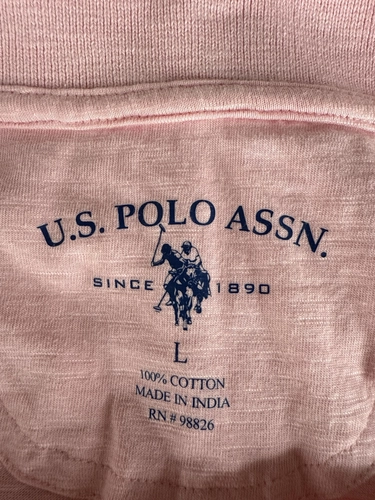 U.S. POLO ASSN.
SINCE 1890
L
100% COTTON
MADE IN INDIA
RN # 98826